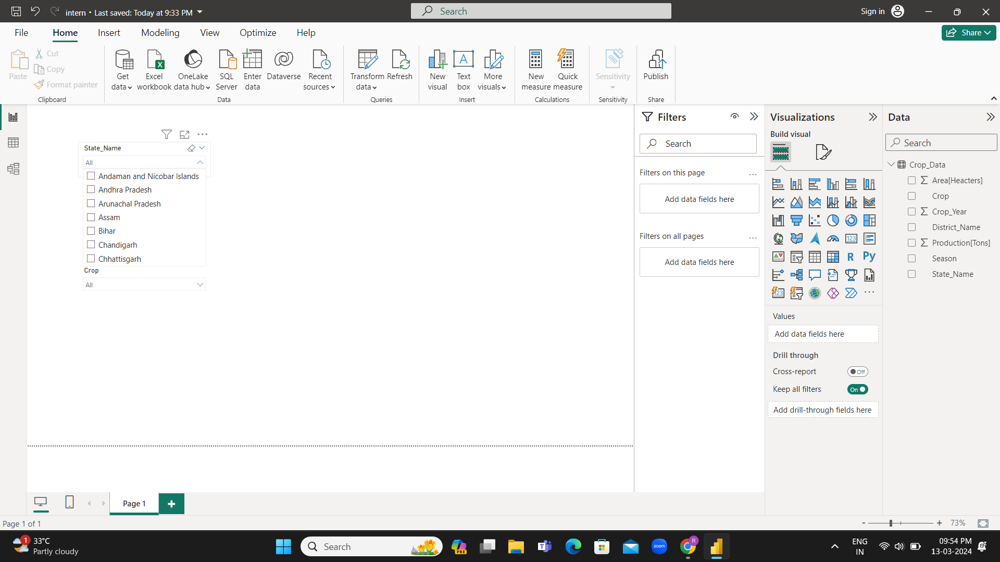 intern • Last saved: Today at 9:33 PM
Search
Sign in
File
Home
Insert
Modeling
View
Optimize
Help
Share
Paste
Cut
Copy
Format painter
Clipboard
Get data
Excel workbook
OneLake data hub
SQL Server
Enter data
Dataverse
Recent sources
Data
Transform data
Refresh
Queries
New visual
A
Text box
More visuals
Insert
New measure
Quick measure
Calculations
Sensitivity
Sensitivity
Publish
Share
State_Name
All
Andaman and Nicobar Islands
Andhra Pradesh
Arunachal Pradesh
Assam
Bihar
Chandigarh
Chhattisgarh
Crop
All
Filters
Search
Filters on this page
...
Add data fields here
Filters on all pages
...
Add data fields here
Visualizations
Build visual
123
R
Py
123
...
Values
Add data fields here
Drill through
Cross-report
Off
Keep all filters
On
Add drill-through fields here
Data
Search
Crop_Data
Σ Area[Heacters]
Crop
Σ Crop_Year
District_Name
Σ Production[Tons]
Season
State_Name
Page 1
+
Page 1 of 1
- + 73%
1
33°C
Partly cloudy
Search
PRE
zoom
R
ENG
IN
09:54 PM
13-03-2024